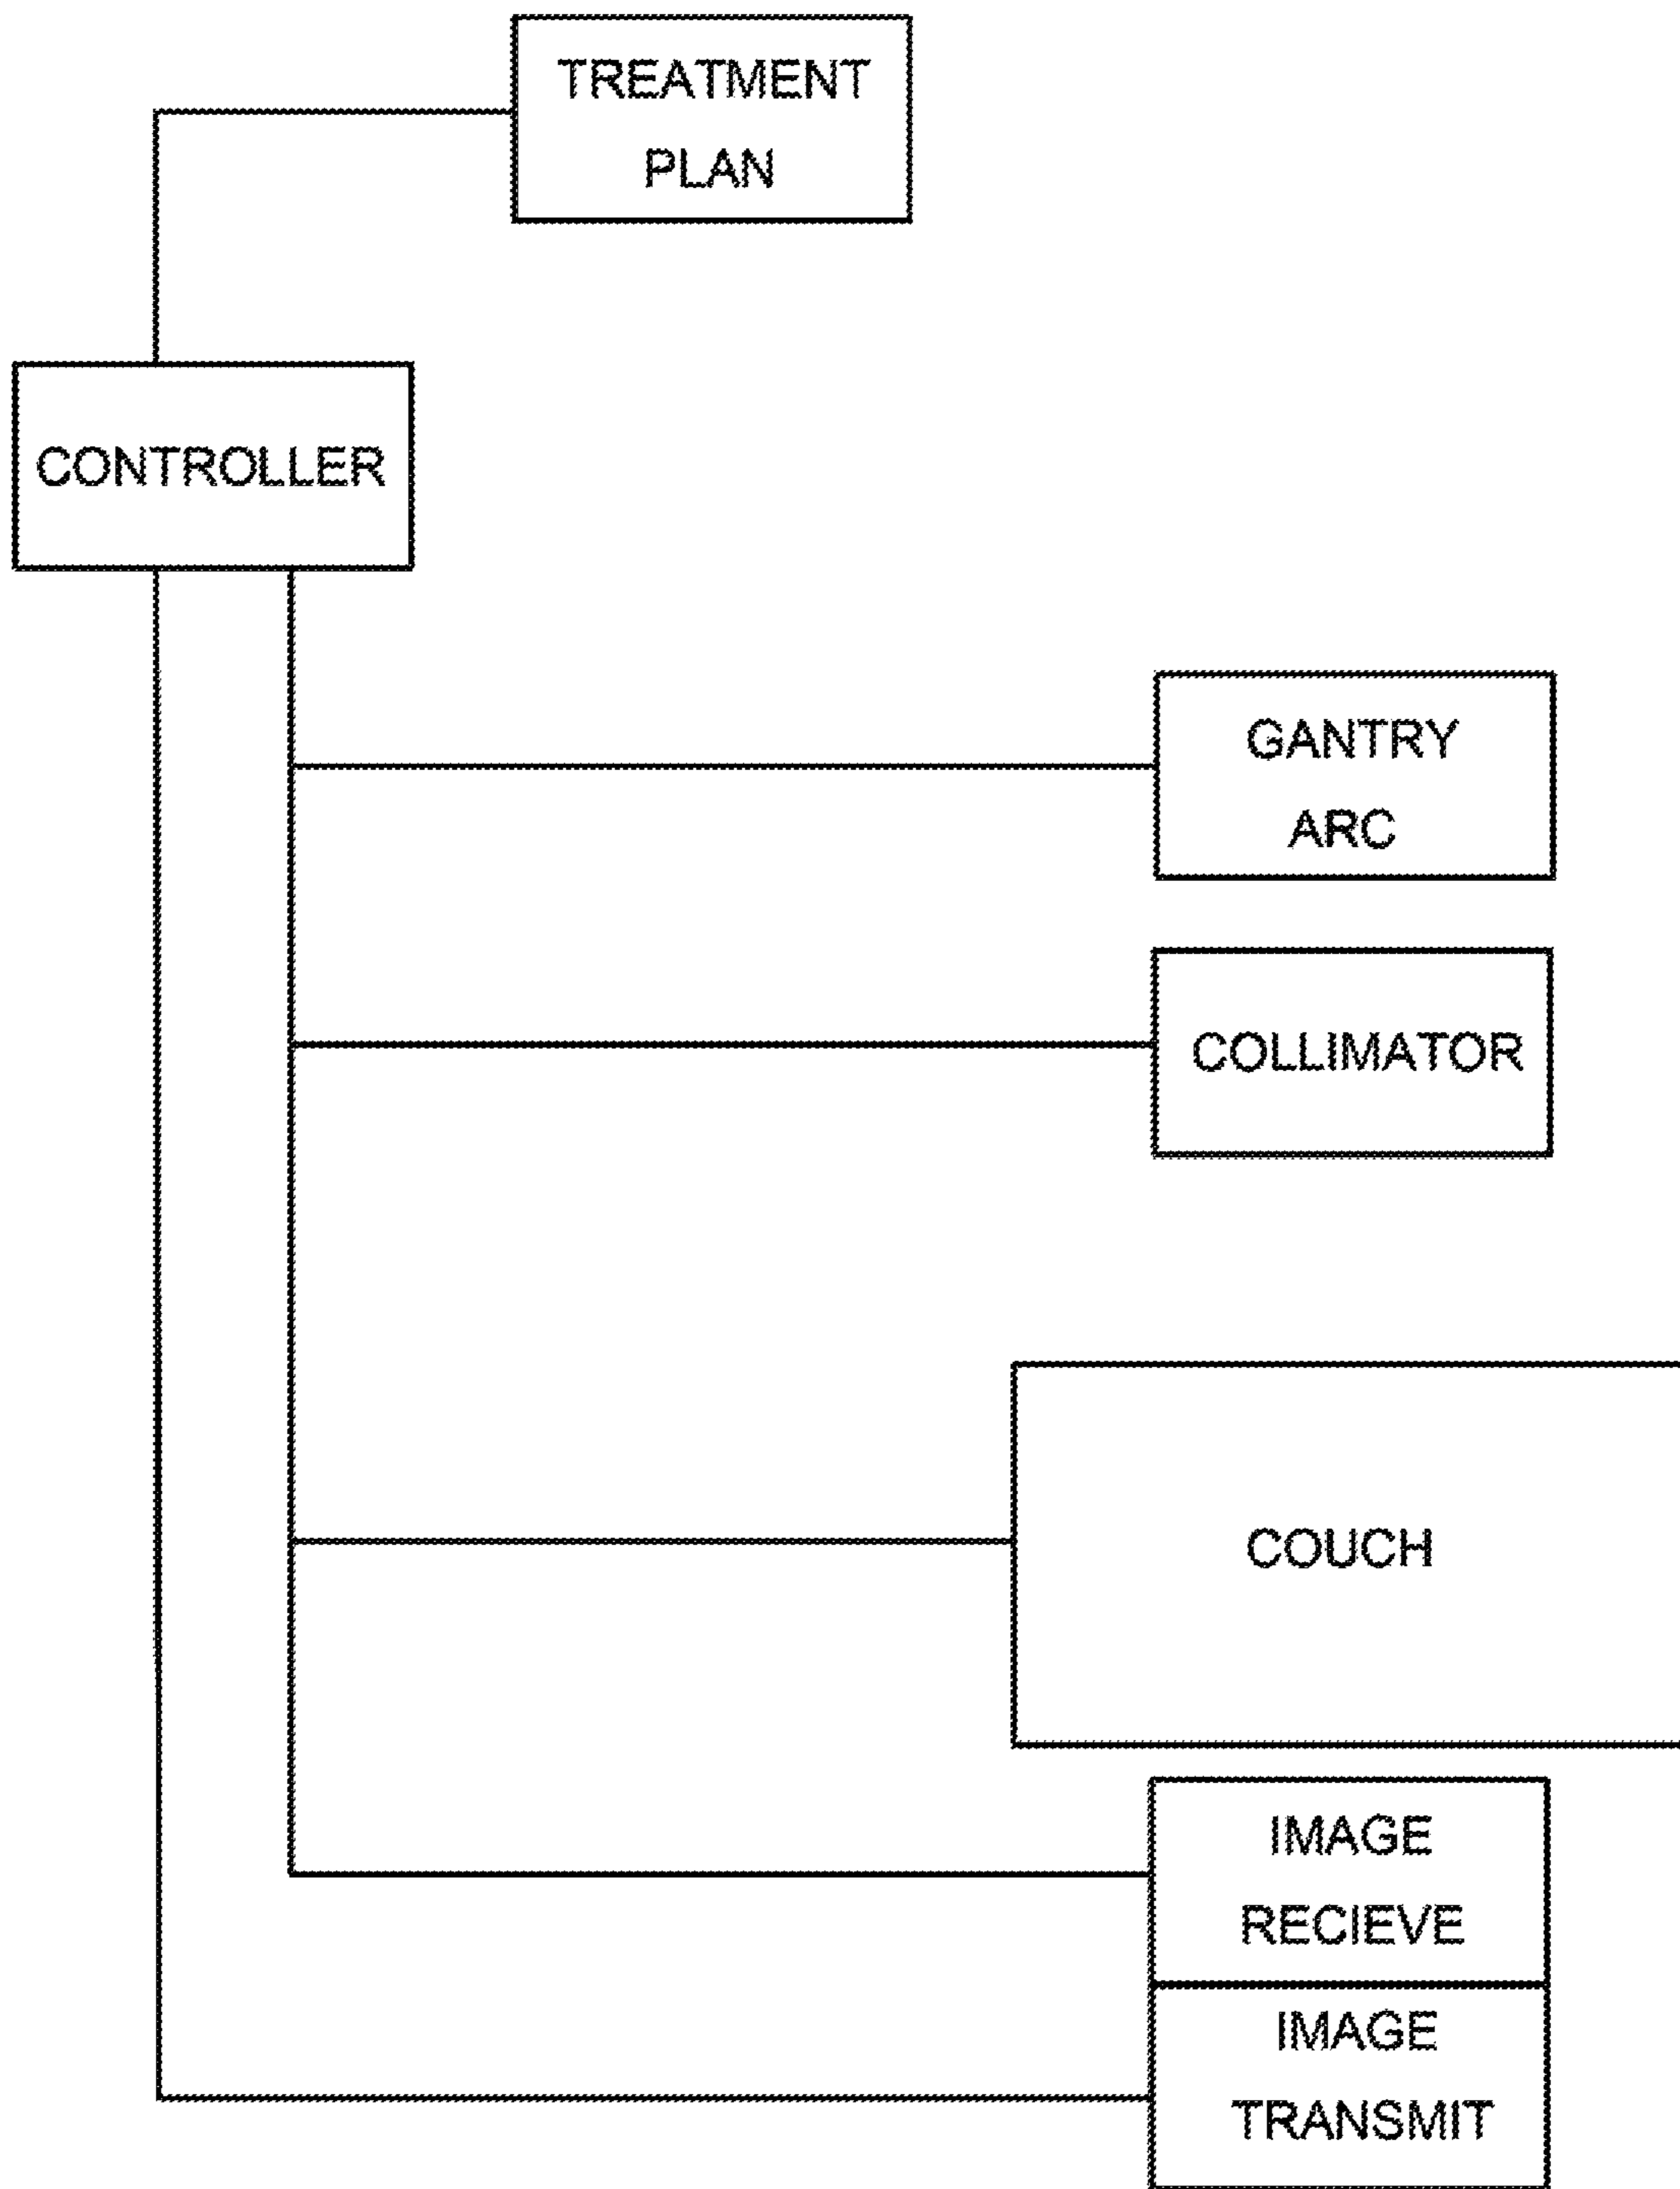 TREATMENT
PLAN
CONTROLLER
GANTRY
ARC
COLLIMATOR
COUCH
IMAGE
RECIEVE
IMAGE
TRANSMIT